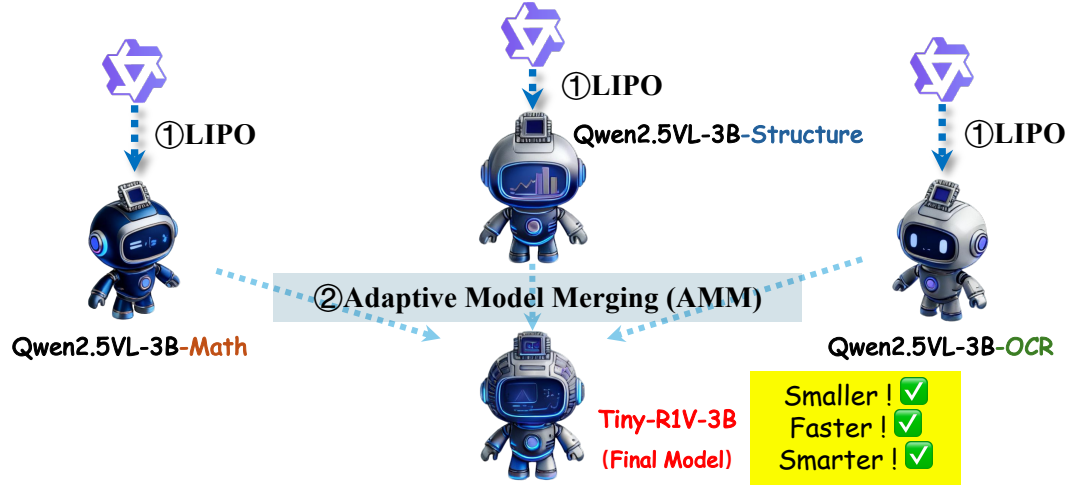 ①LIPO
①LIPO
①LIPO
Qwen2.5VL-3B-Structure
②Adaptive Model Merging (AMM)
Qwen2.5VL-3B-Math
Qwen2.5VL-3B-OCR
Tiny-R1V-3B
(Final Model)
Smaller ! ✅
Faster ! ✅
Smarter ! ✅